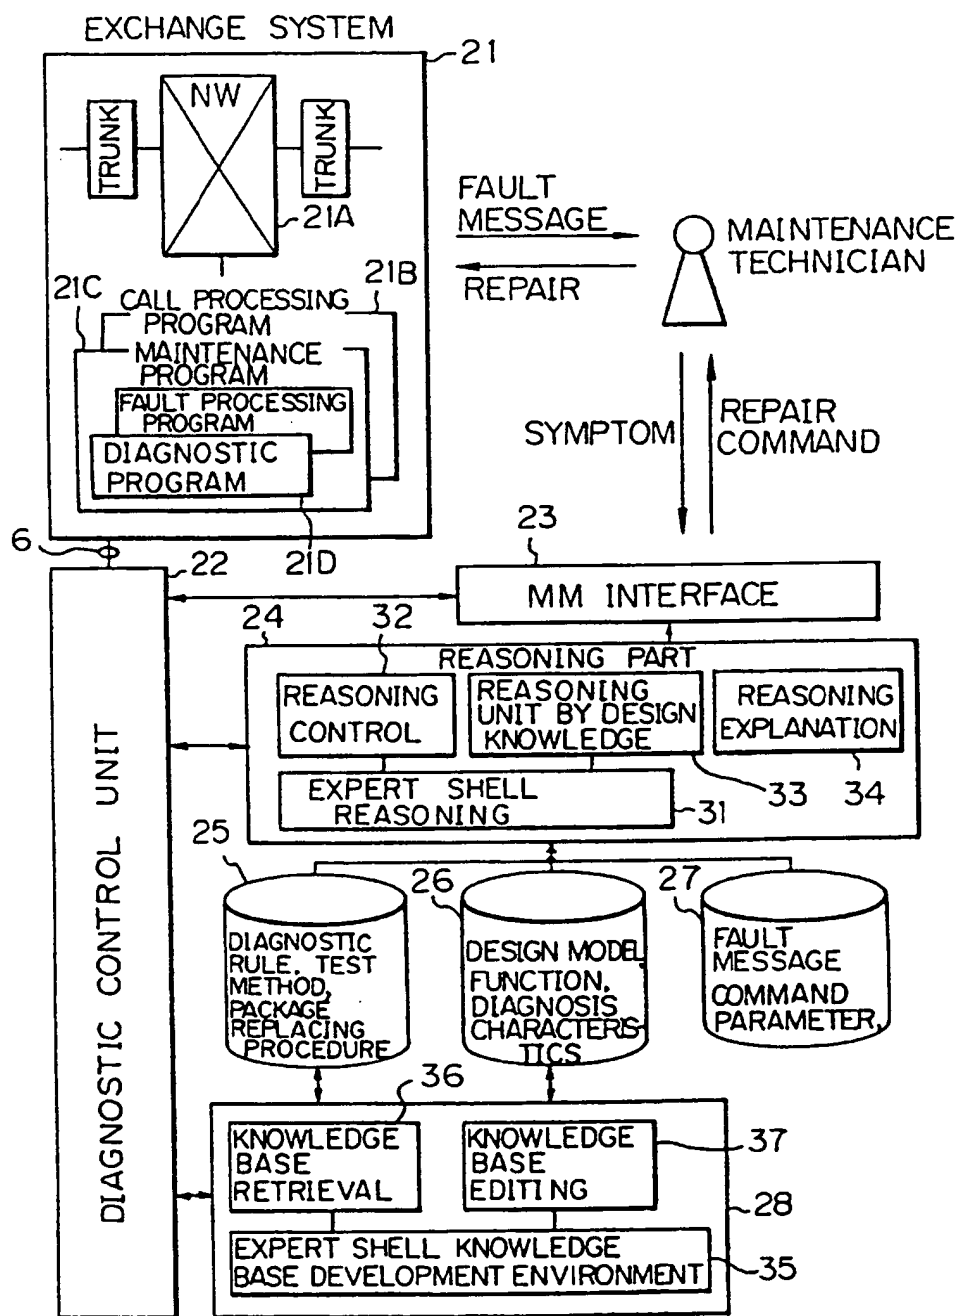 EXCHANGE SYSTEM
21
NW
TRUNK
TRUNK
21A
FAULT
MESSAGE
REPAIR
MAINTENANCE
TECHNICIAN
21C
21B
CALL PROCESSING
PROGRAM
MAINTENANCE
PROGRAM
FAULT PROCESSING
PROGRAM
DIAGNOSTIC
PROGRAM
SYMPTOM
REPAIR
COMMAND
6
22
21D
23
MM INTERFACE
DIAGNOSTIC CONTROL UNIT
24
32
REASONING PART
REASONING
CONTROL
REASONING
UNIT BY DESIGN
KNOWLEDGE
REASONING
EXPLANATION
EXPERT SHELL
REASONING
31
33
34
25
26
27
DIAGNOSTIC
RULE, TEST
METHOD,
PACKAGE
REPLACING
PROCEDURE
DESIGN MODEL,
FUNCTION,
DIAGNOSIS
CHARACTERIS-
TICS
FAULT
MESSAGE
COMMAND
PARAMETER,
36
KNOWLEDGE
BASE
RETRIEVAL
KNOWLEDGE
BASE
EDITING
37
28
EXPERT SHELL KNOWLEDGE
BASE DEVELOPMENT ENVIRONMENT
35